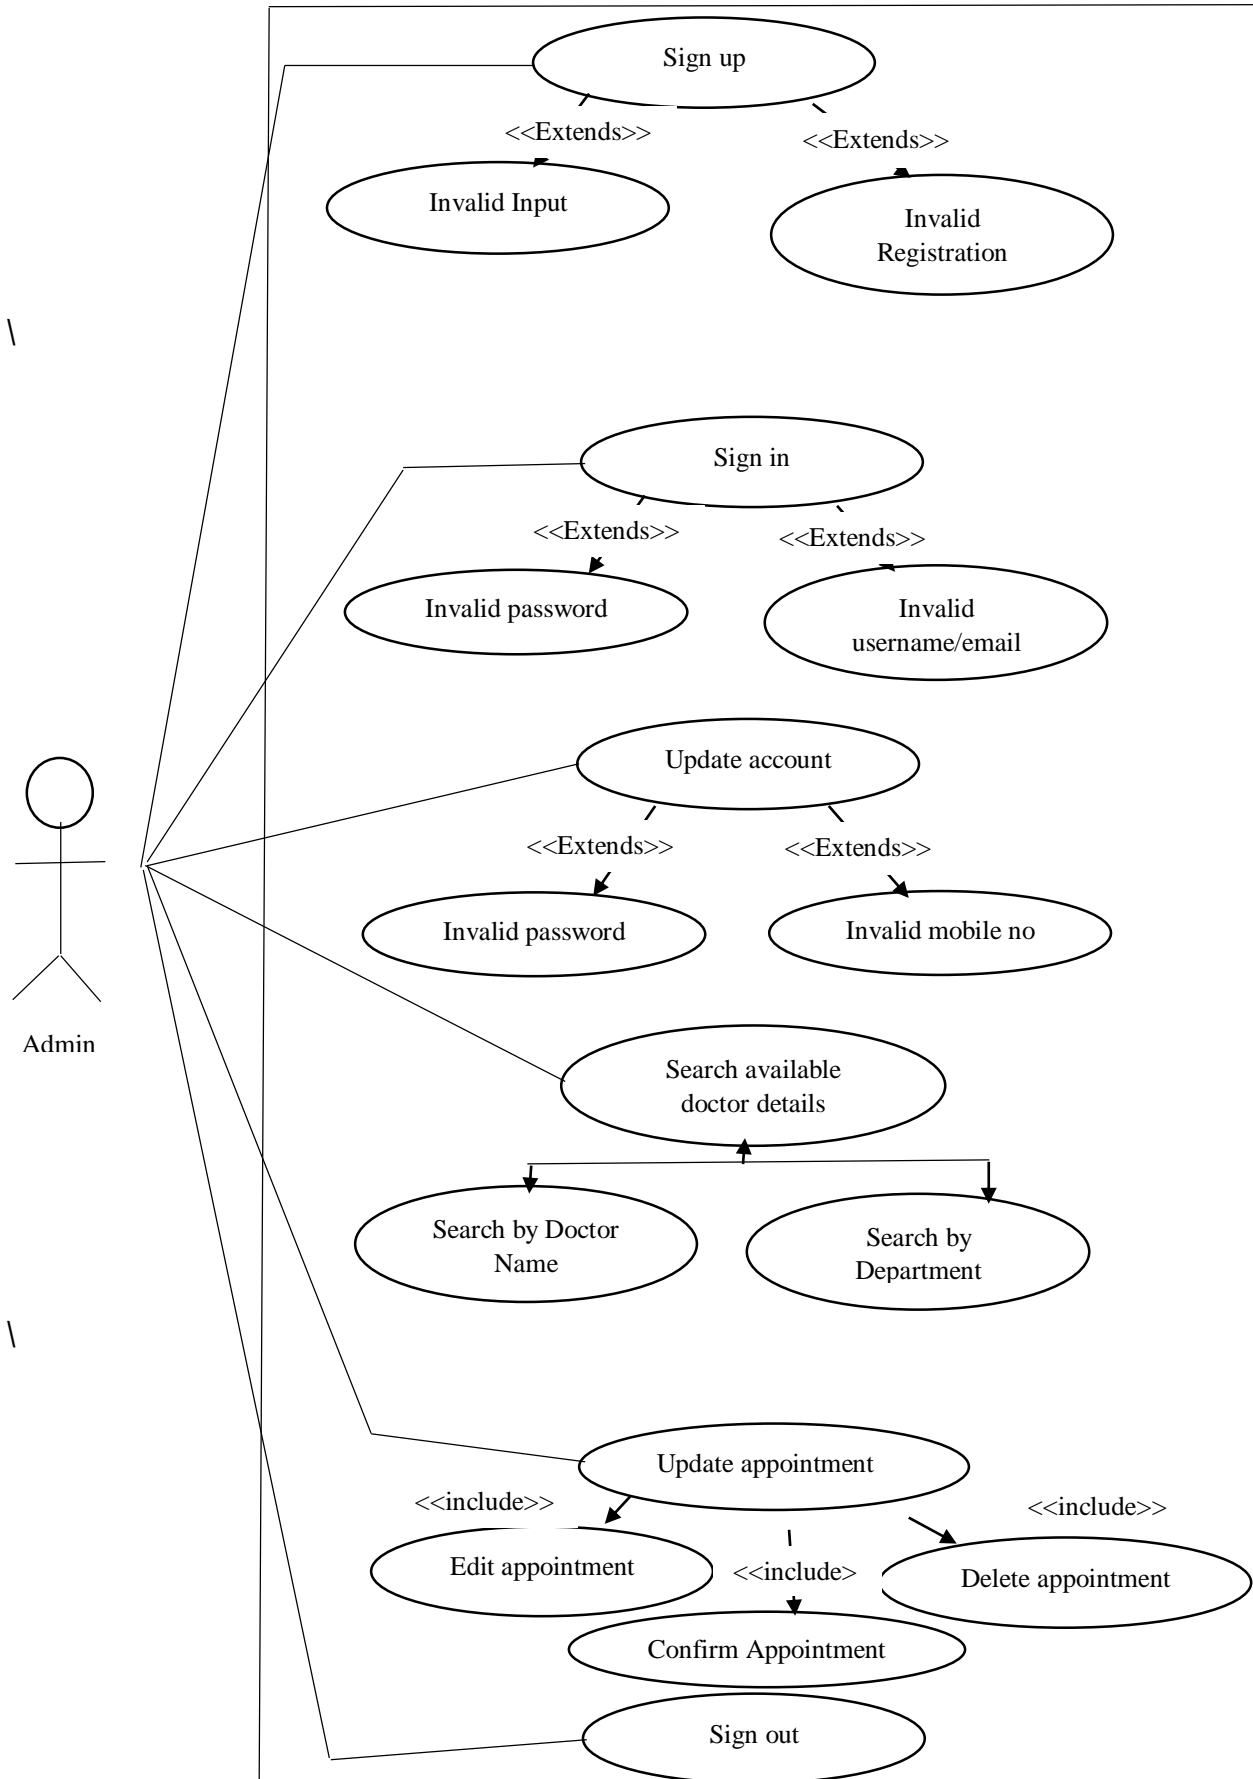 Sign up
<<Extends>>
<<Extends>>
Invalid Input
Invalid
Registration
\
Sign in
<<Extends>>
<<Extends>>
Invalid password
Invalid
username/email
Update account
<<Extends>>
<<Extends>>
Invalid password
Invalid mobile no
Admin
Search available
doctor details
Search by Doctor
Name
Search by
Department
\
Update appointment
<<include>>
<<include>>
Edit appointment
<<include>
Delete appointment
Confirm Appointment
Sign out